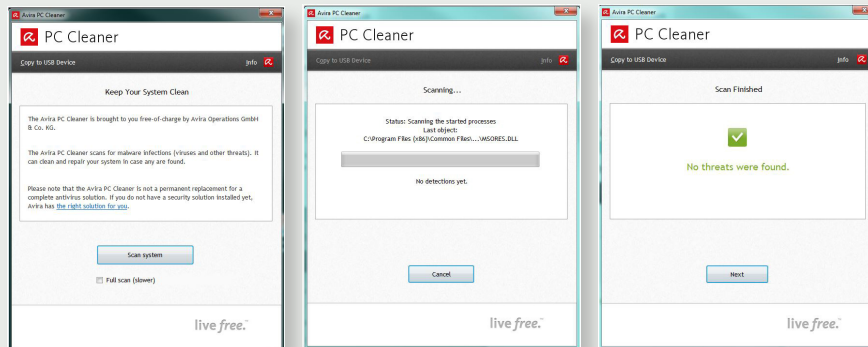 Avira PC Cleaner
PC Cleaner
Copy to USB Device
Info
Keep Your System Clean
The Avira PC Cleaner is brought to you free-of-charge by Avira Operations GmbH
& Co. KG.
The Avira PC Cleaner scans for malware infections (viruses and other threats). It
can clean and repair your system in case any are found.
Please note that the Avira PC Cleaner is not a permanent replacement for a
complete antivirus solution. If you do not have a security solution installed yet,
Avira has the right solution for you.
Scan system
Full scan (slower)
live free.
Avira PC Cleaner
PC Cleaner
Copy to USB Device
Info
Scanning...
Status: Scanning the started processes
Last object:
C:\Program Files (x86)\Common Files\...\MSORES.DLL
No detections yet.
Cancel
live free.
Avira PC Cleaner
PC Cleaner
Copy to USB Device
Info
Scan Finished
No threats were found.
Next
live free.